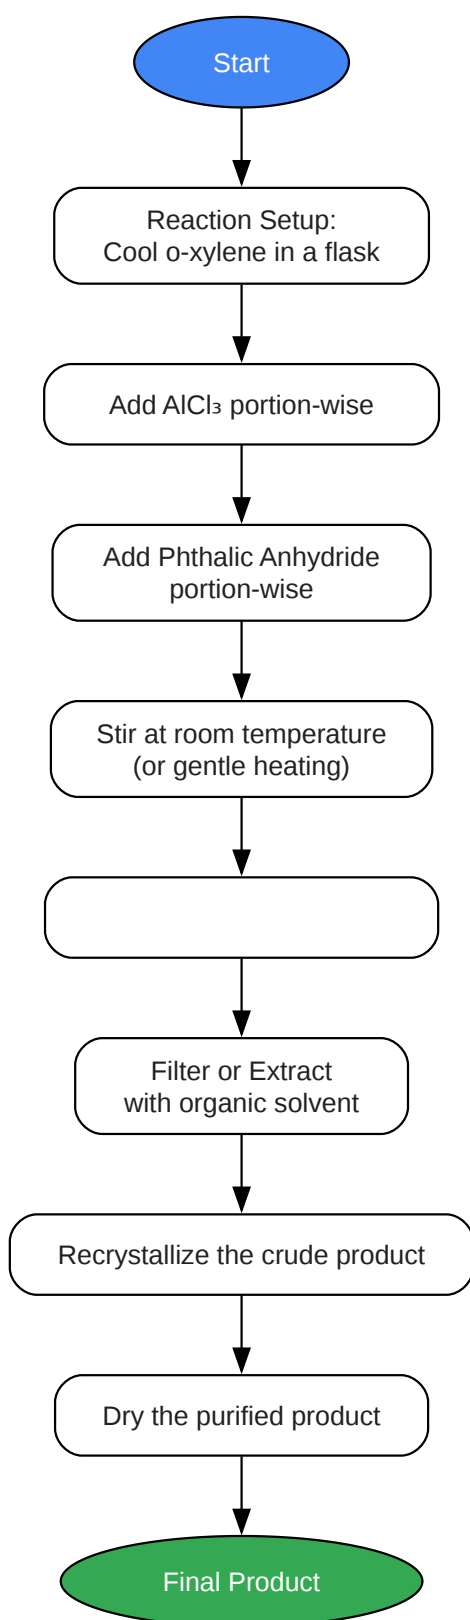 Start
Reaction Setup:
Cool o-xylene in a flask
Add AlCl₃ portion-wise
Add Phthalic Anhydride
portion-wise
Stir at room temperature
(or gentle heating)
Filter or Extract
with organic solvent
Recrystallize the crude product
Dry the purified product
Final Product